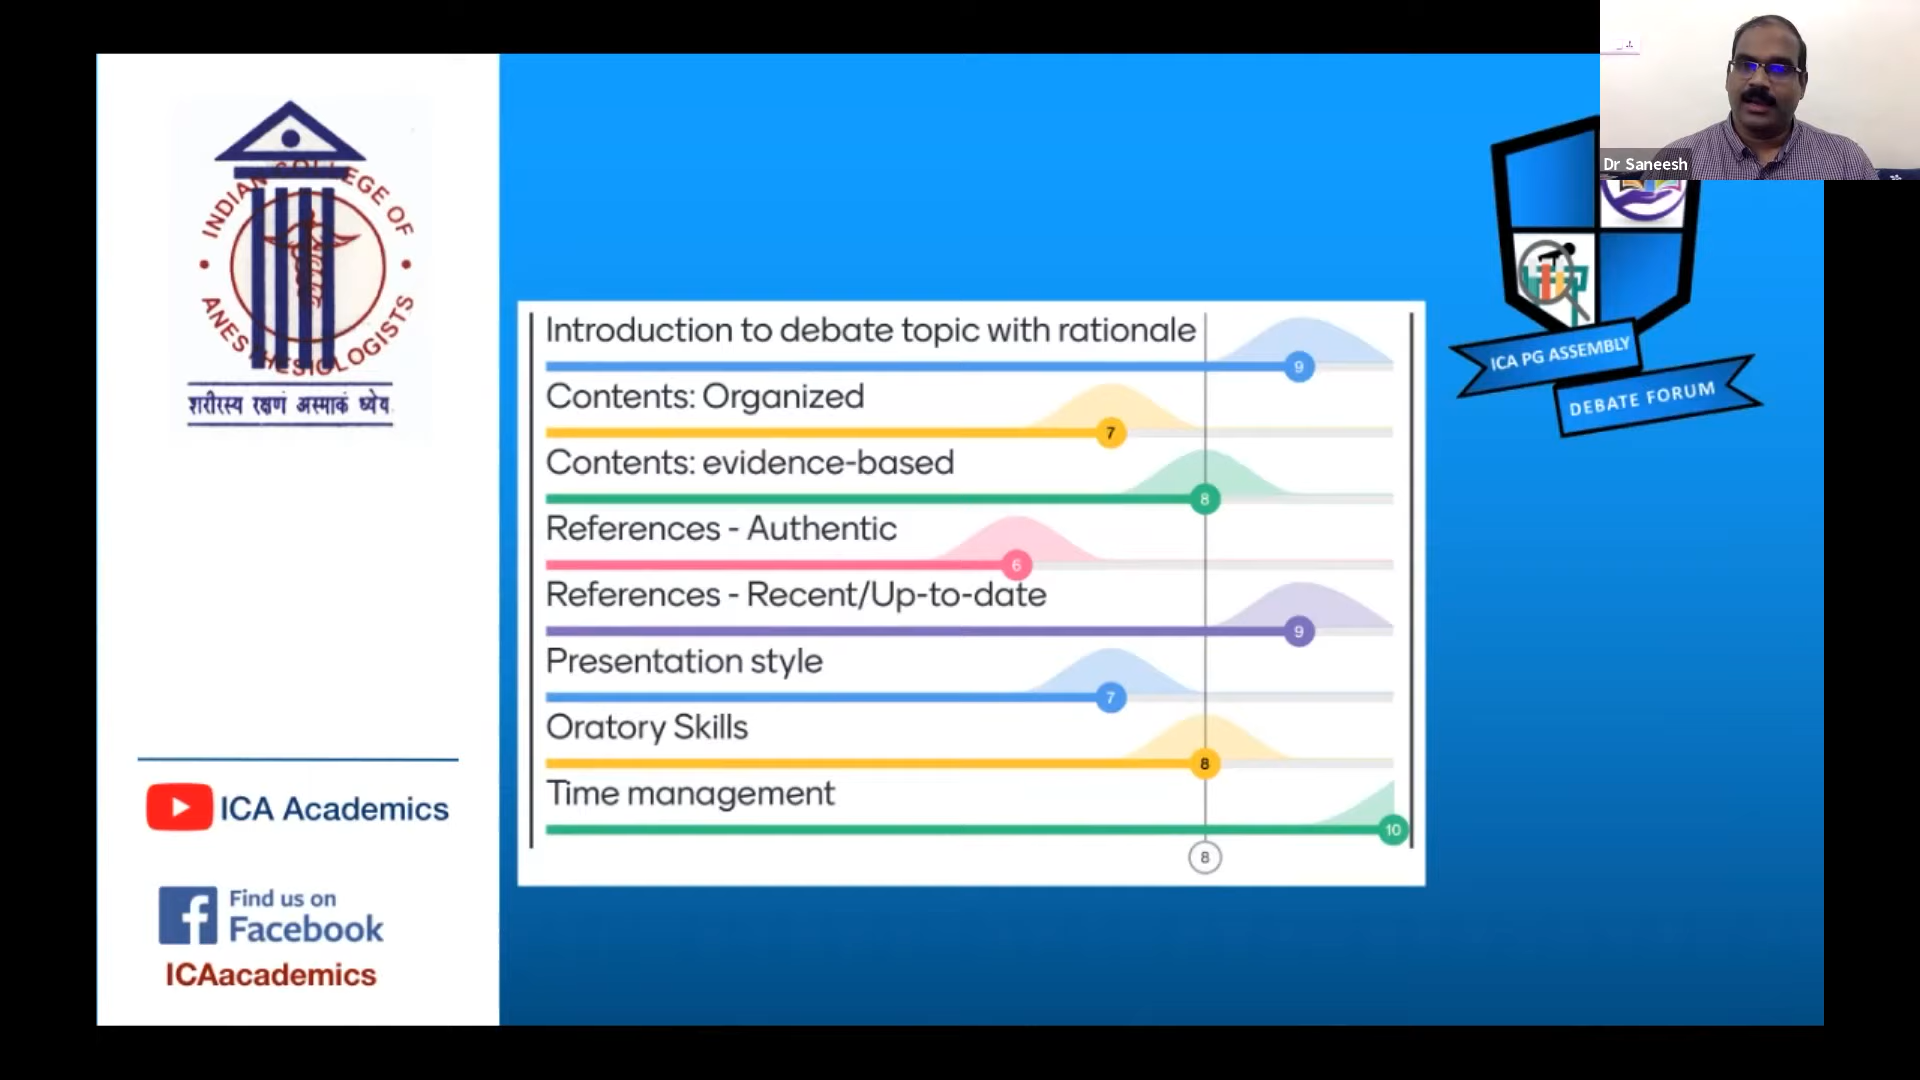 INDIAN COLLEGE OF
ANESTHESIOLOGISTS
शरीरस्य रक्षणं अस्माकं ध्येय
ICA Academics
Find us on
Facebook
ICAacademics
Introduction to debate topic with rationale
9
Contents: Organized
7
Contents: evidence-based
8
References - Authentic
6
References - Recent/Up-to-date
9
Presentation style
7
Oratory Skills
8
Time management
10
8
Dr Saneesh
ICA PG ASSEMBLY
DEBATE FORUM